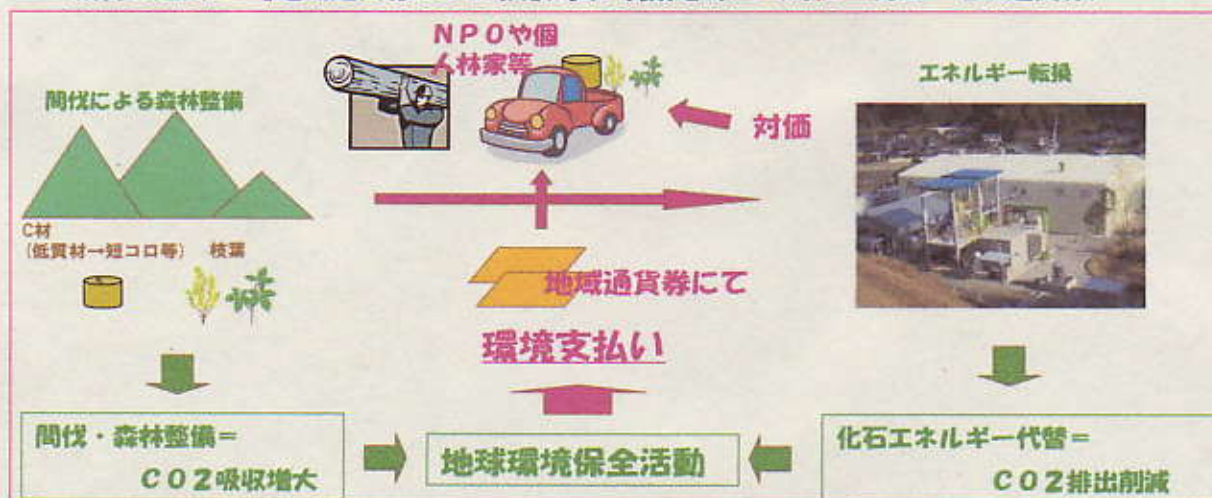 NPOや個
人林家等
間伐による森林整備
エネルギー転換
対価
C材
(低質材→短コロ等)
枝葉
地域通貨券にて
環境支払い
間伐・森林整備=
CO2吸収増大
地球環境保全活動
化石エネルギー代替=
CO2排出削減